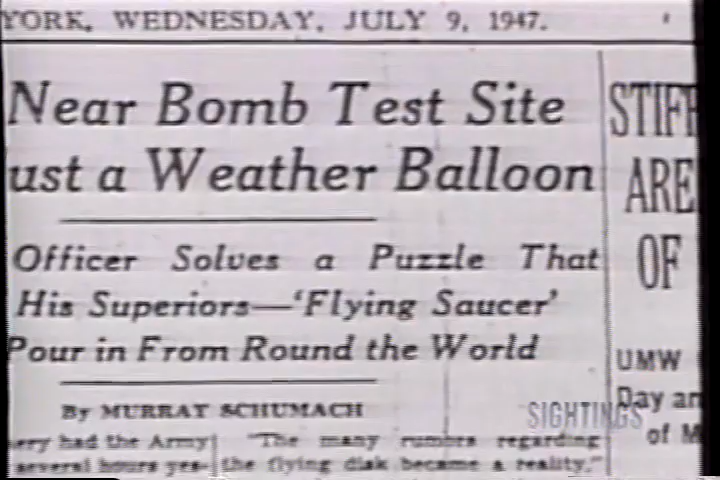 YORK, WEDNESDAY, JULY 9, 1947.
Near Bomb Test Site
ust a Weather Balloon
Officer Solves a Puzzle That
His Superiors—'Flying Saucer'
Pour in From Round the World
By MURRAY SCHUMACH
ery had the Army
several hours yes-
"The many rumors regarding
the flying disk became a reality,"
STIFF
ARE
OF
UMW
Day an
of M
SIGHTINGS